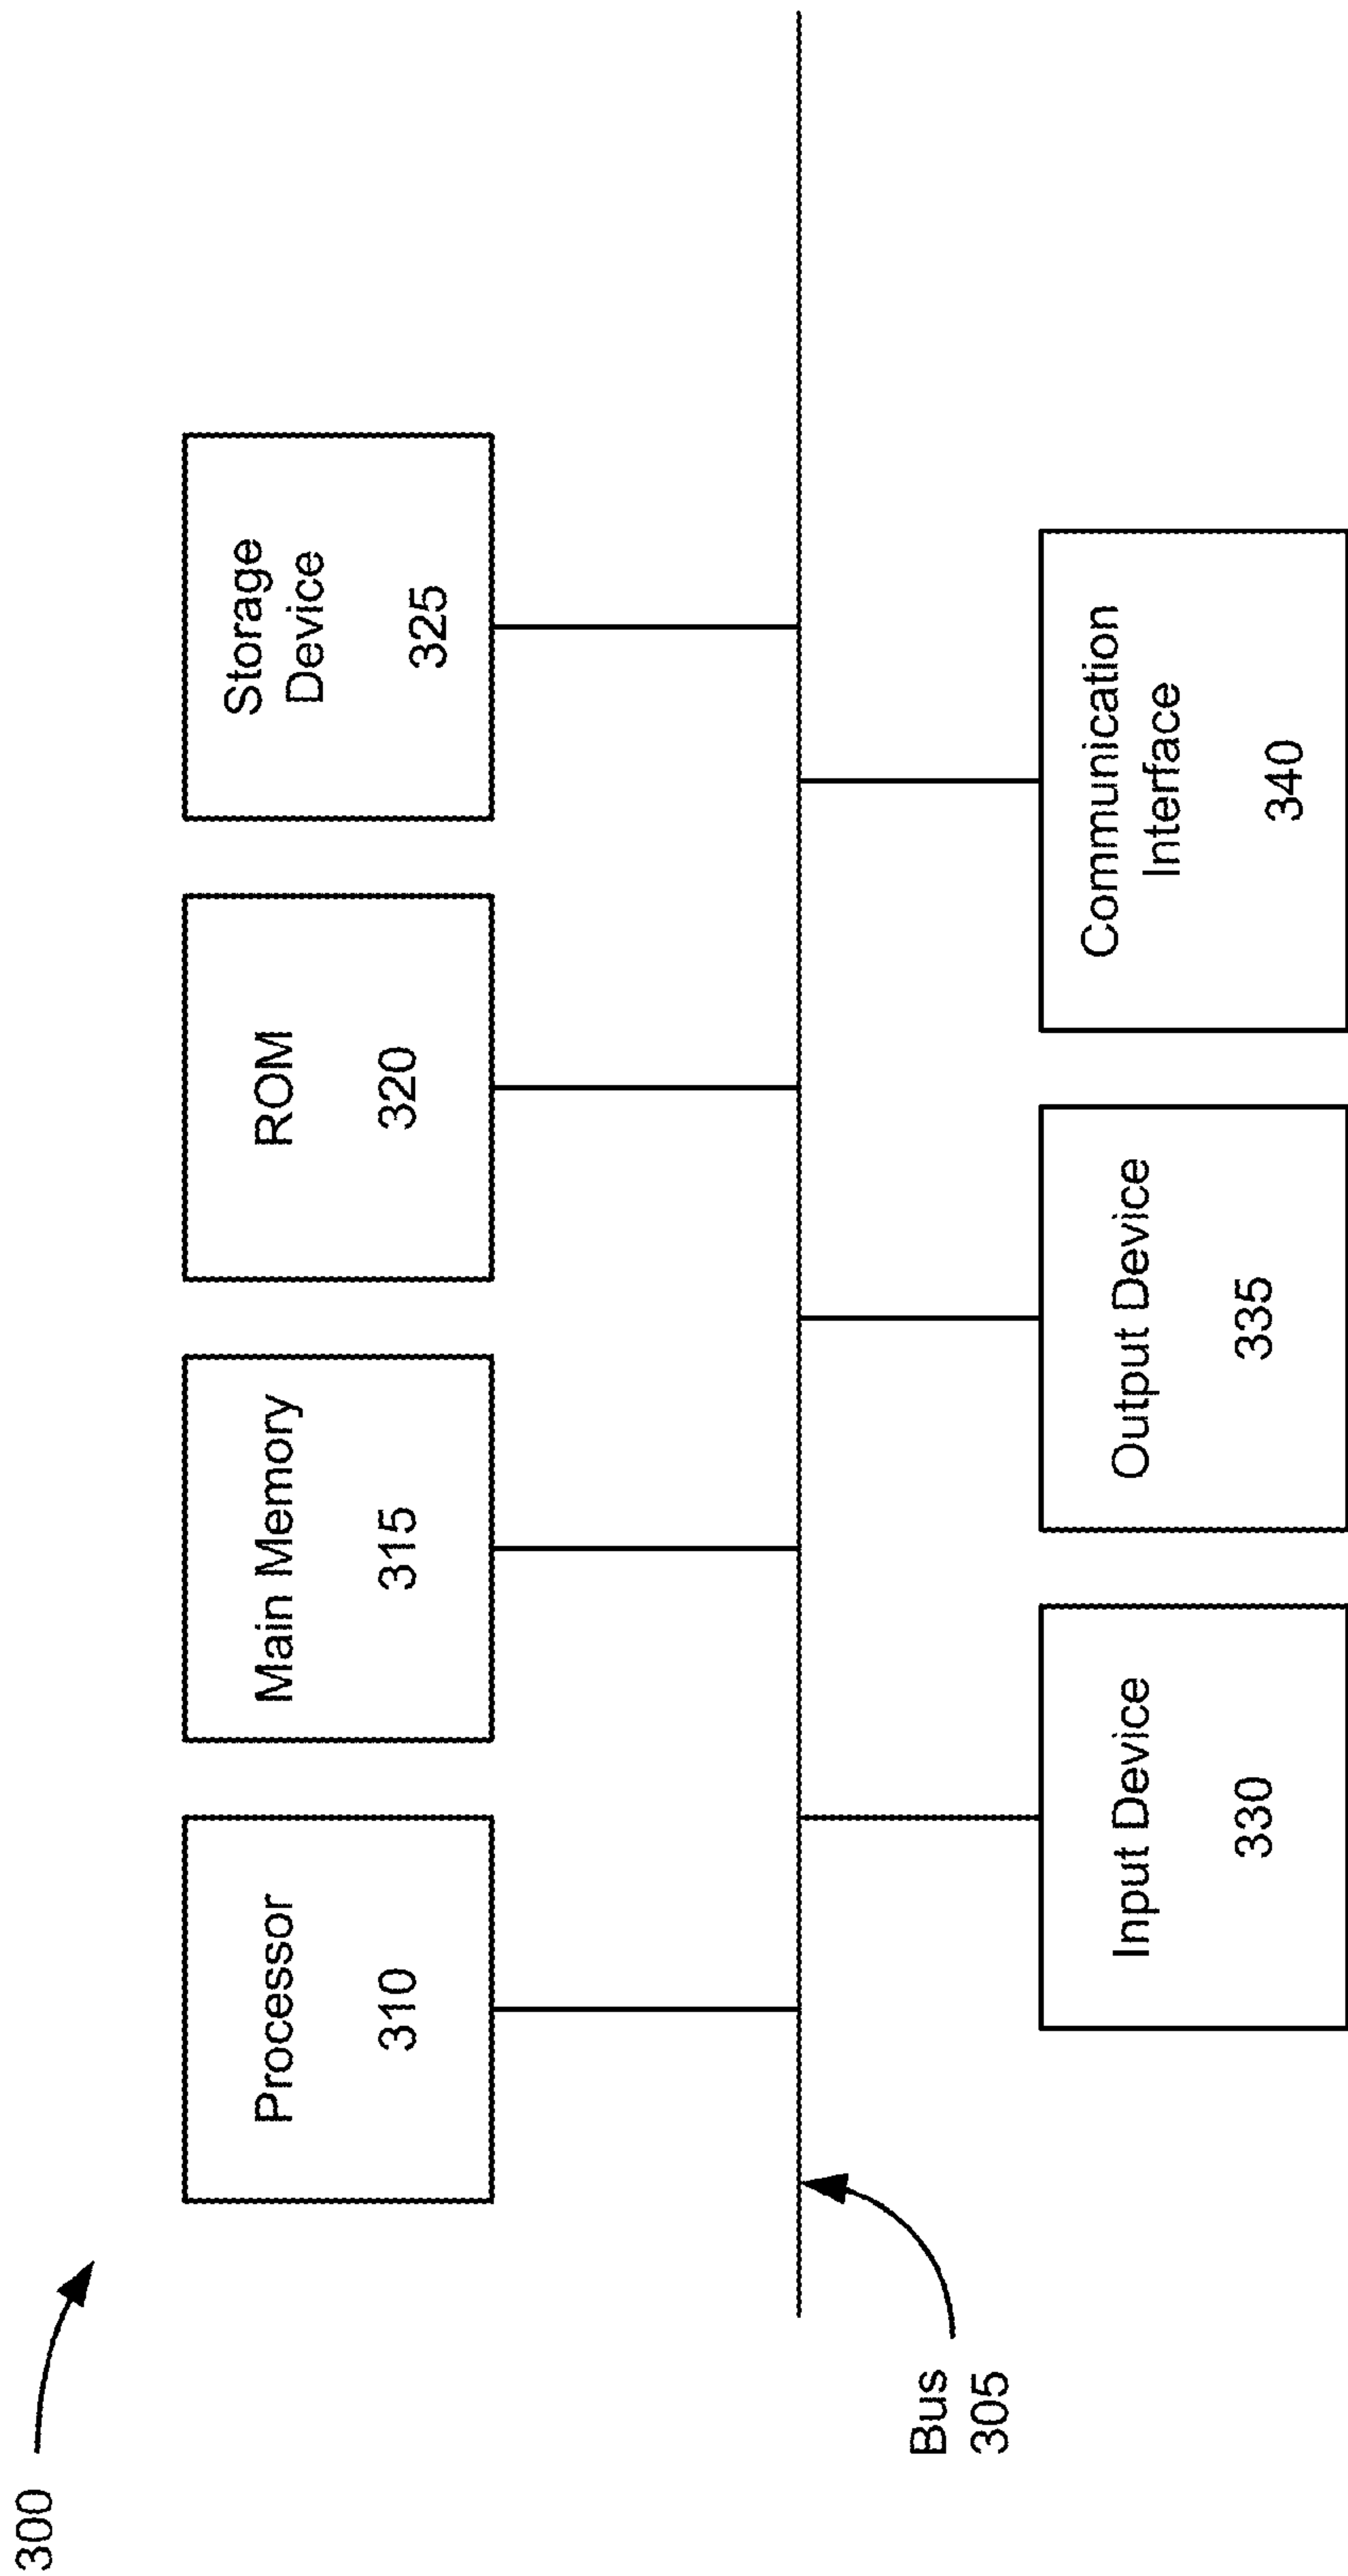 300
Processor
310
Main Memory
315
ROM
320
Storage
Device
325
Bus
305
Input Device
330
Output Device
335
Communication
Interface
340